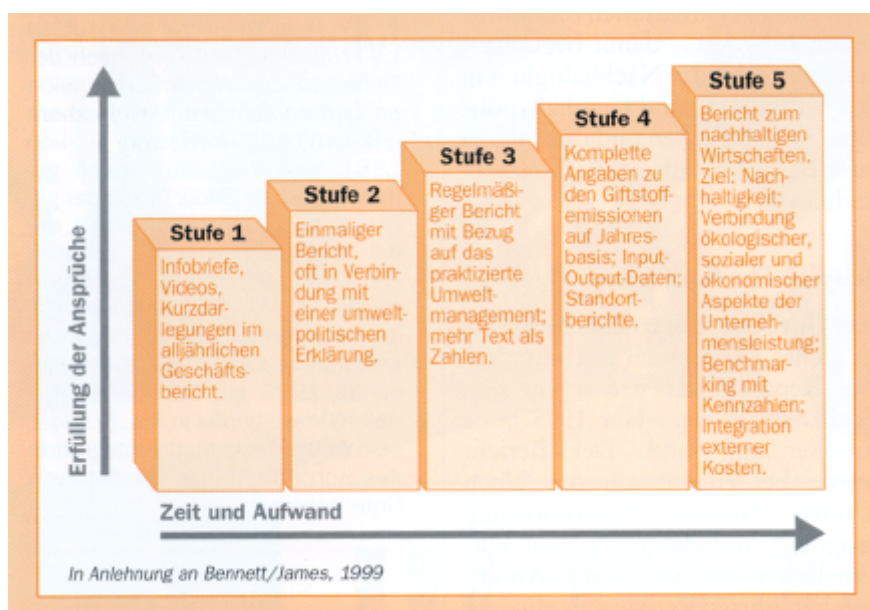 Erfüllung der Ansprüche
Stufe 1
Infobriefe,
Videos,
Kurzdar-
legungen im
alljährlichen
Geschäfts-
bericht.
Stufe 2
Einmaliger
Bericht,
oft in Verbin-
dung mit
einer umwelt-
politischen
Erklärung.
Stufe 3
Regelmäßi-
ger Bericht
mit Bezug
auf das
praktizierte
Umwelt-
management;
mehr Text als
Zahlen.
Stufe 4
Komplette
Angaben zu
den Giftstoff-
emissionen
auf Jahres-
basis; Input-
Output-Daten;
Standort-
berichte.
Stufe 5
Bericht zum
nachhaltigen
Wirtschaften.
Ziel: Nach-
haltigkeit;
Verbindung
ökologischer,
sozialer und
ökonomischer
Aspekte der
Unterneh-
mensleistung;
Benchmar-
king mit
Kennzahlen;
Integration
externer
Kosten.
Zeit und Aufwand
In Anlehnung an Bennett/James, 1999